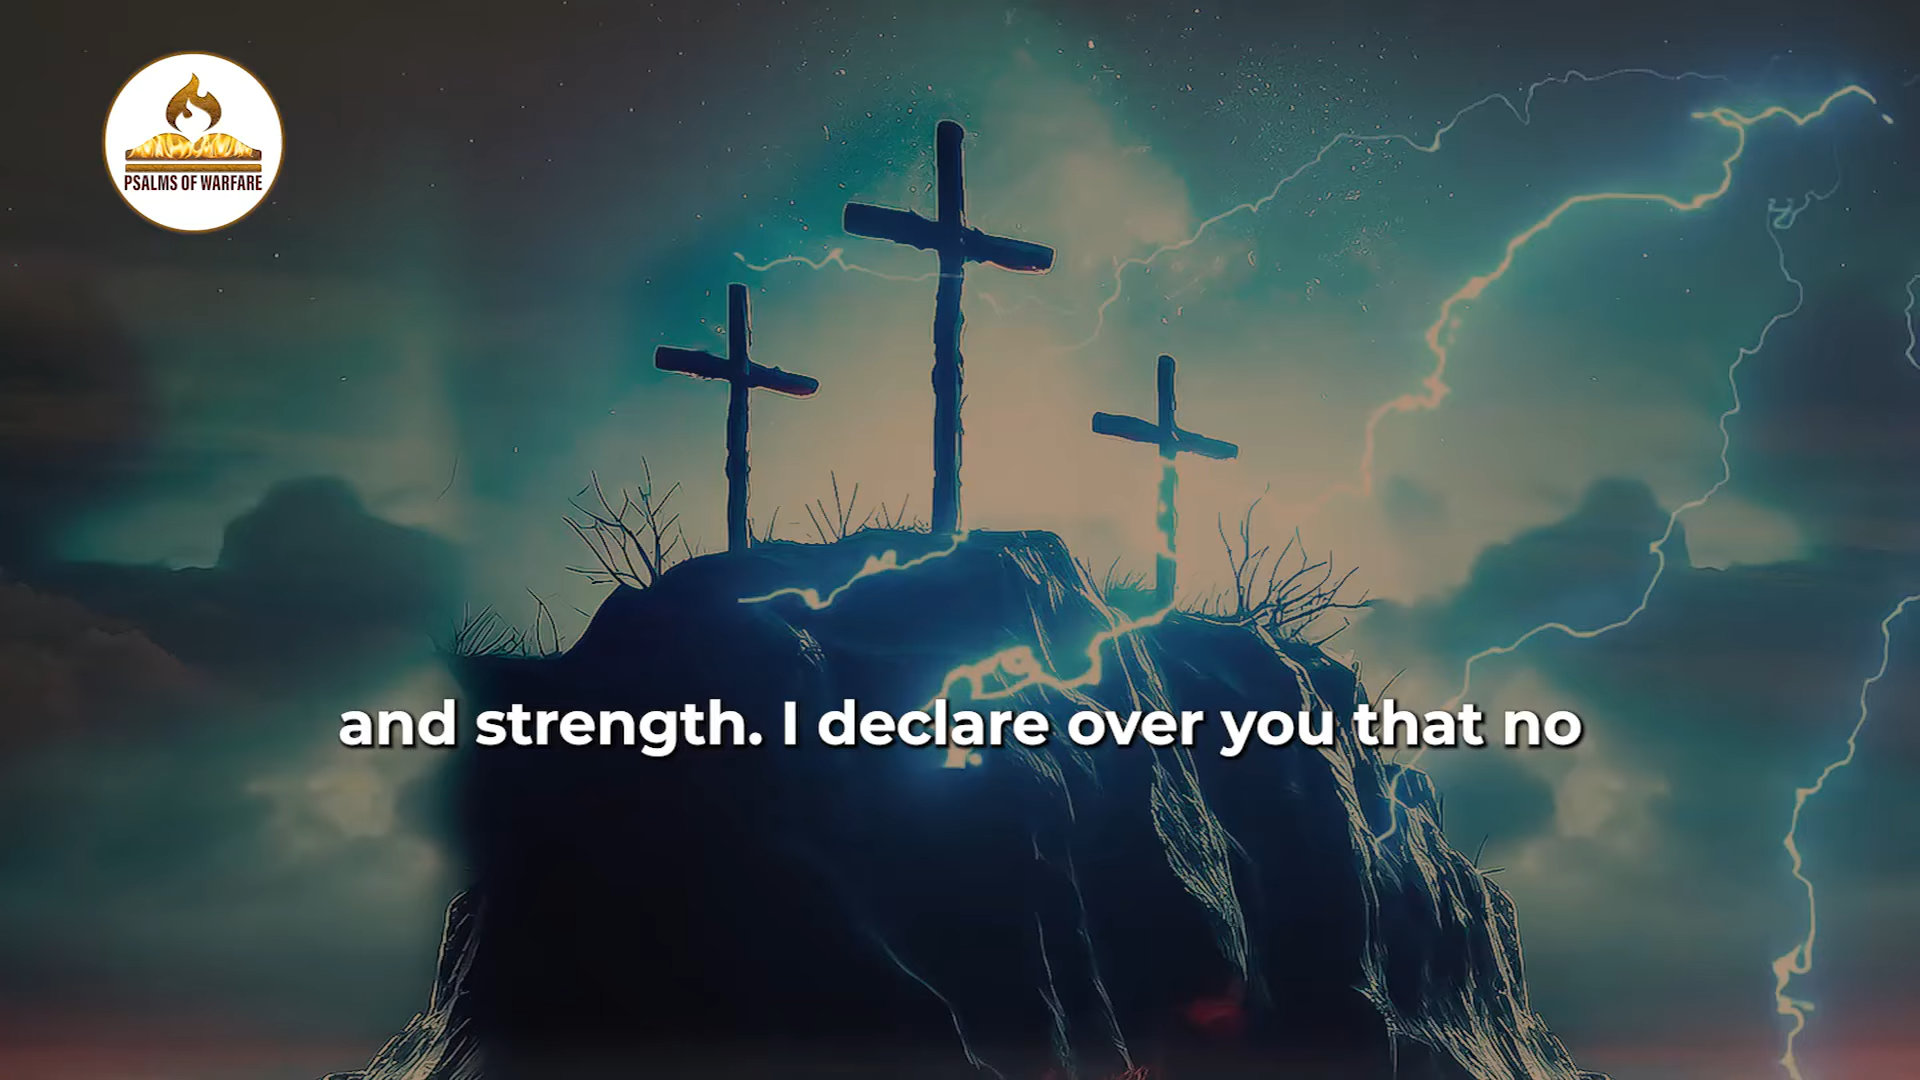 PSALMS OF WARFARE
and strength. I declare over you that no